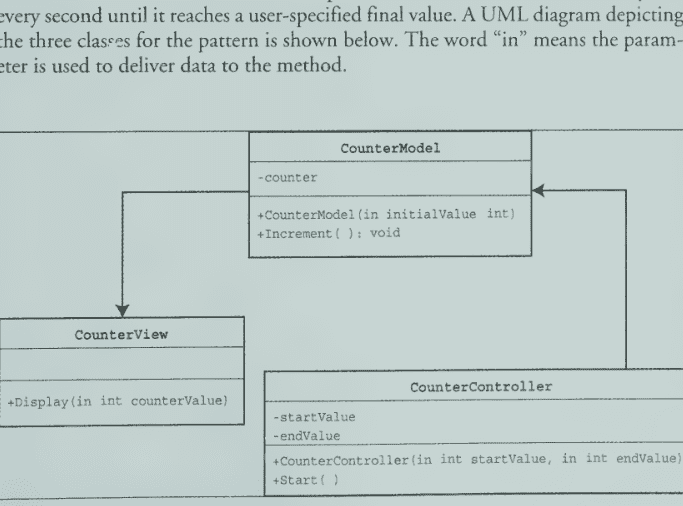 every second until it reaches a user-specified final value. A UML diagram depicting
the three classes for the pattern is shown below. The word “in” means the param-
eter is used to deliver data to the method.
CounterModel
-counter
+CounterModel(in initialValue int)
+Increment( ): void
CounterView
+Display(in int counterValue)
CounterController
-startValue
-endValue
+CounterController(in int startValue, in int endValue)
+Start( )